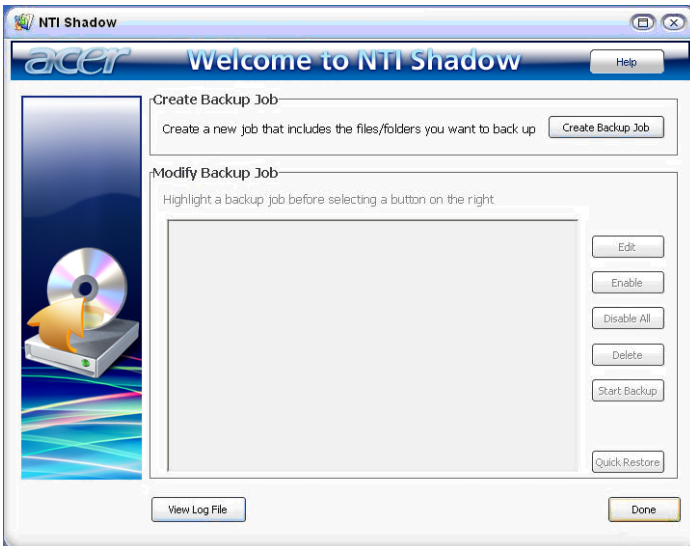 NTI Shadow
acer Welcome to NTI Shadow Help
Create Backup Job
Create a new job that includes the files/folders you want to back up Create Backup Job
Modify Backup Job
Highlight a backup job before selecting a button on the right
Edit
Enable
Disable All
Delete
Start Backup
Quick Restore
View Log File Done